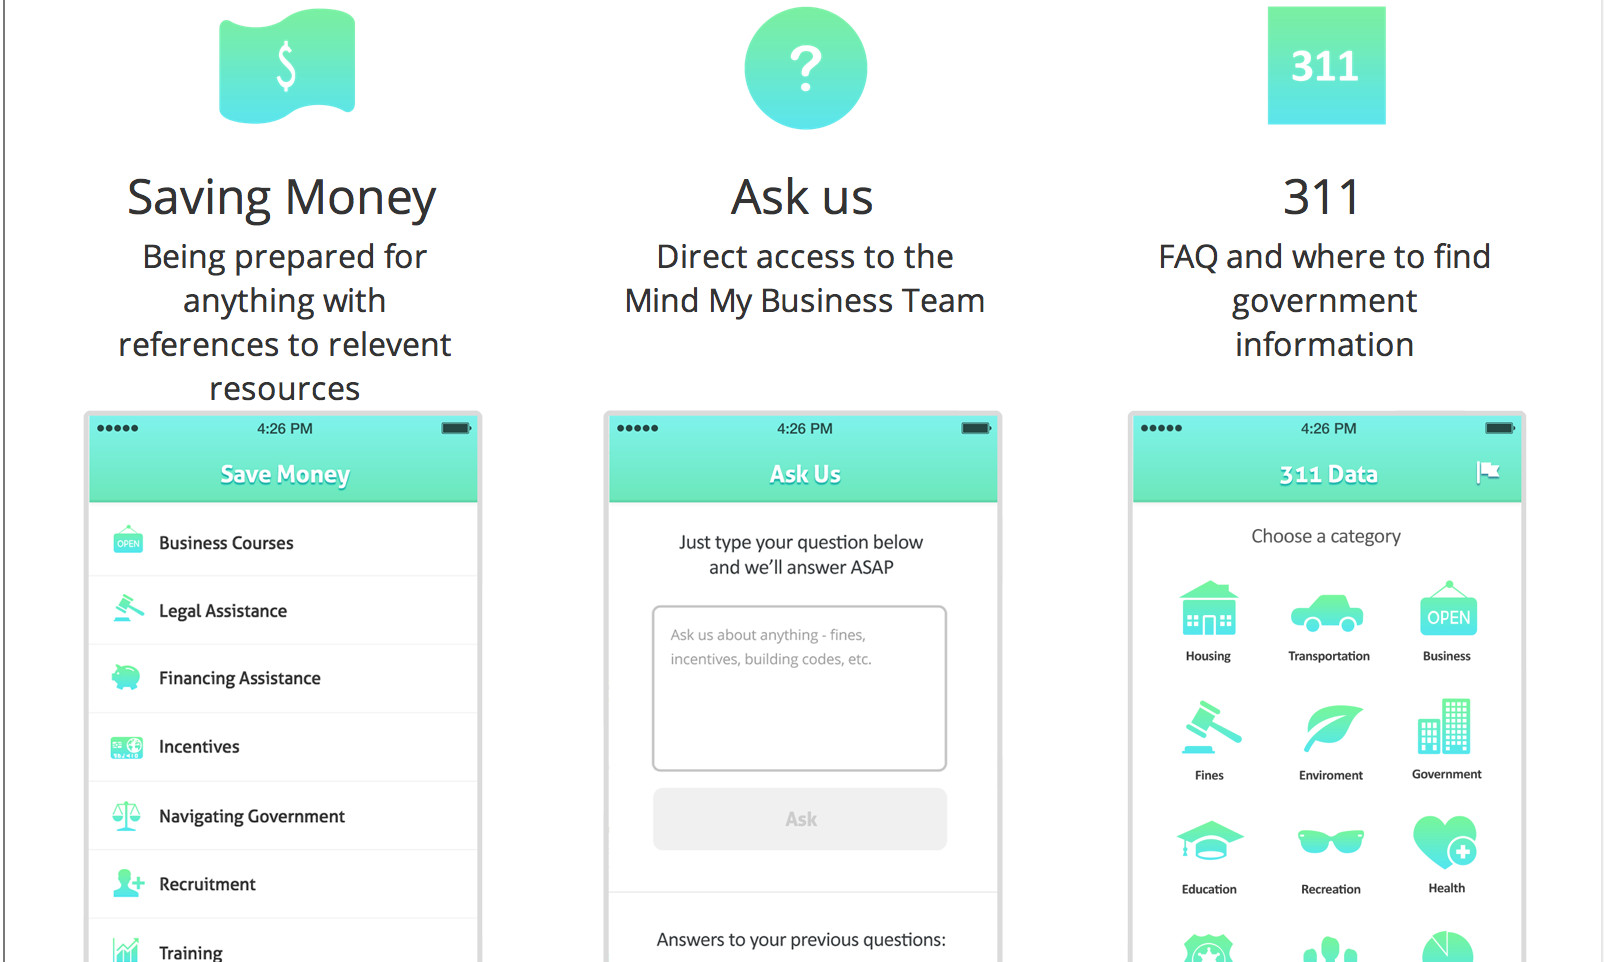 $
Saving Money
Being prepared for
anything with
references to relevent
resources
4:26 PM
Save Money
OPEN
Business Courses
Legal Assistance
Financing Assistance
Incentives
Navigating Government
Recruitment
Training
?
Ask us
Direct access to the
Mind My Business Team
4:26 PM
Ask Us
Just type your question below
and we'll answer ASAP
Ask us about anything - fines,
incentives, building codes, etc.
Ask
Answers to your previous questions:
311
311
FAQ and where to find
government
information
4:26 PM
311 Data
Choose a category
OPEN
Housing
Transportation
Business
Fines
Enviroment
Government
Education
Recreation
Health